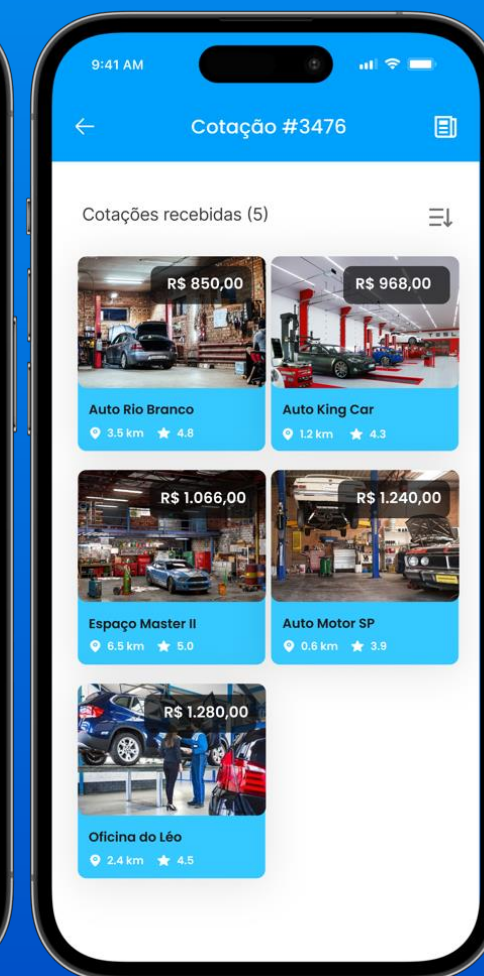 9:41 AM
Cotação #3476
Cotações recebidas (5)
R$ 850,00
Auto Rio Branco
3.5 km 4.8
R$ 968,00
TESL
Auto King Car
1.2 km 4.3
R$ 1.066,00
Espaço Master II
6.5 km 5.0
R$ 1.240,00
Auto Motor SP
0.6 km 3.9
R$ 1.280,00
Oficina do Léo
2.4 km 4.5